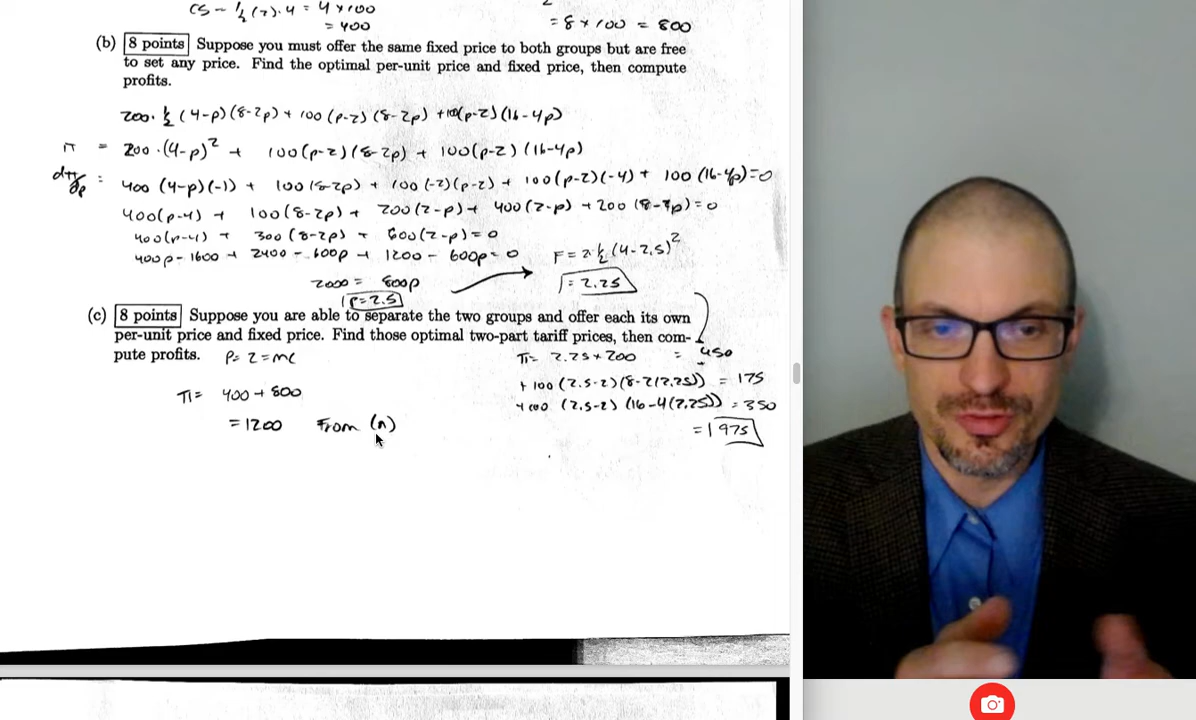 CS = ½(2)·4 = 4 × 100
= 400
= 8 × 100 = 800
(b) 8 points Suppose you must offer the same fixed price to both groups but are free
to set any price. Find the optimal per-unit price and fixed price, then compute
profits.
200·½(4-p)(8-2p) + 100(p-2)(8-2p) + 100(p-2)(16-4p)
π = 200·(4-p)² + 100(p-2)(8-2p) + 100(p-2)(16-4p)
dπ/dp: 400(4-p)(-1) + 100(8-2p) + 100(-2)(p-2) + 100(p-2)(-4) + 100(16-4p)=0
400(p-4) + 100(8-2p) + 200(2-p) + 400(2-p) + 200(8-2p)=0
400(p-4) + 300(8-2p) + 600(2-p)=0
400p-1600 + 2400-600p + 1200-600p=0
F = 2·½(4-2.5)²
2000 = 800p
= 2.25
p=2.5
(c) 8 points Suppose you are able to separate the two groups and offer each its own
per-unit price and fixed price. Find those optimal two-part tariff prices, then com-
pute profits. P=2=mc
π= 2.25×200 = 450
+
π= 400+800
+100(2.5-2)(8-2(2.25)) = 175
+100(2.5-2)(16-4(2.25)) = 350
=1200 From (a)
=975